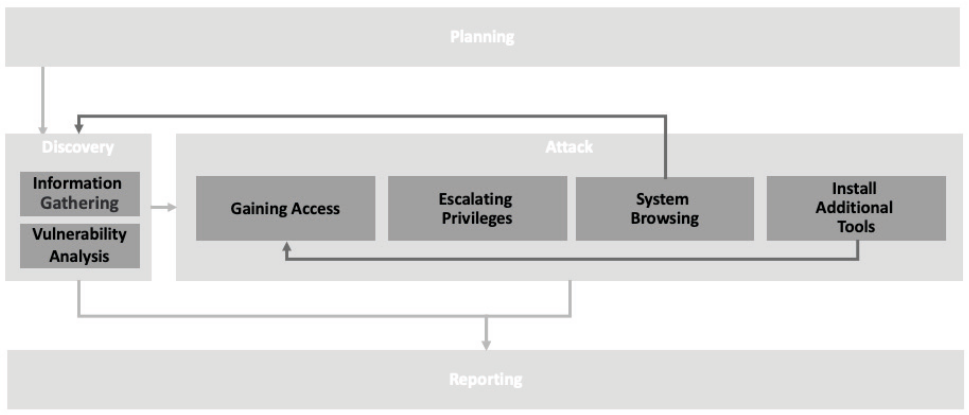 Planning
Discovery
Attack
Information
Gathering
Vulnerability
Analysis
Gaining Access
Escalating
Privileges
System
Browsing
Install
Additional
Tools
Reporting